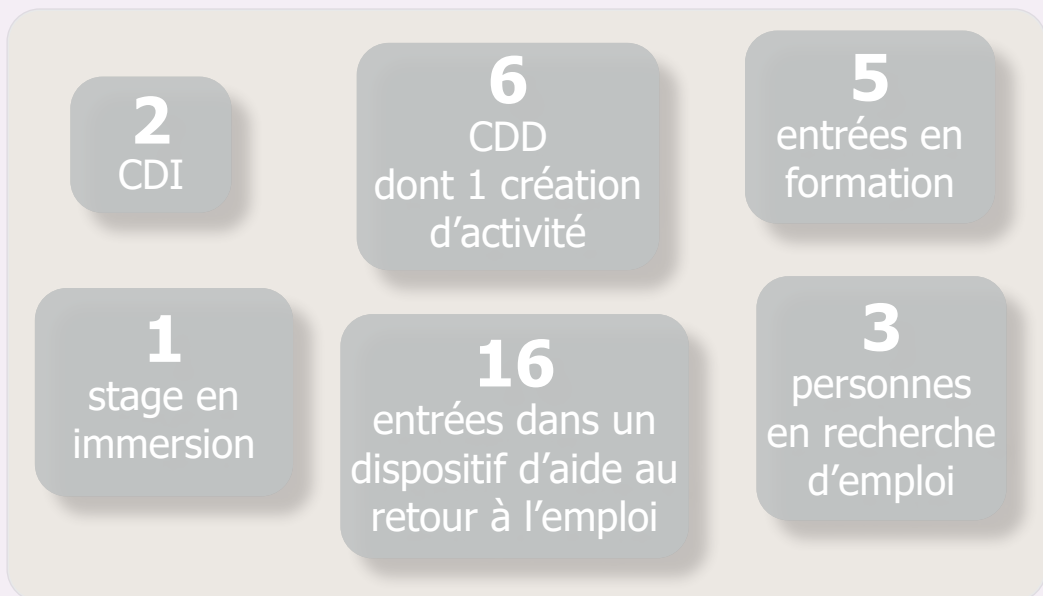 2
CDI
6
CDD
dont 1 création
d’activité
5
entrées en
formation
1
stage en
immersion
16
entrées dans un
dispositif d’aide au
retour à l’emploi
3
personnes
en recherche
d’emploi